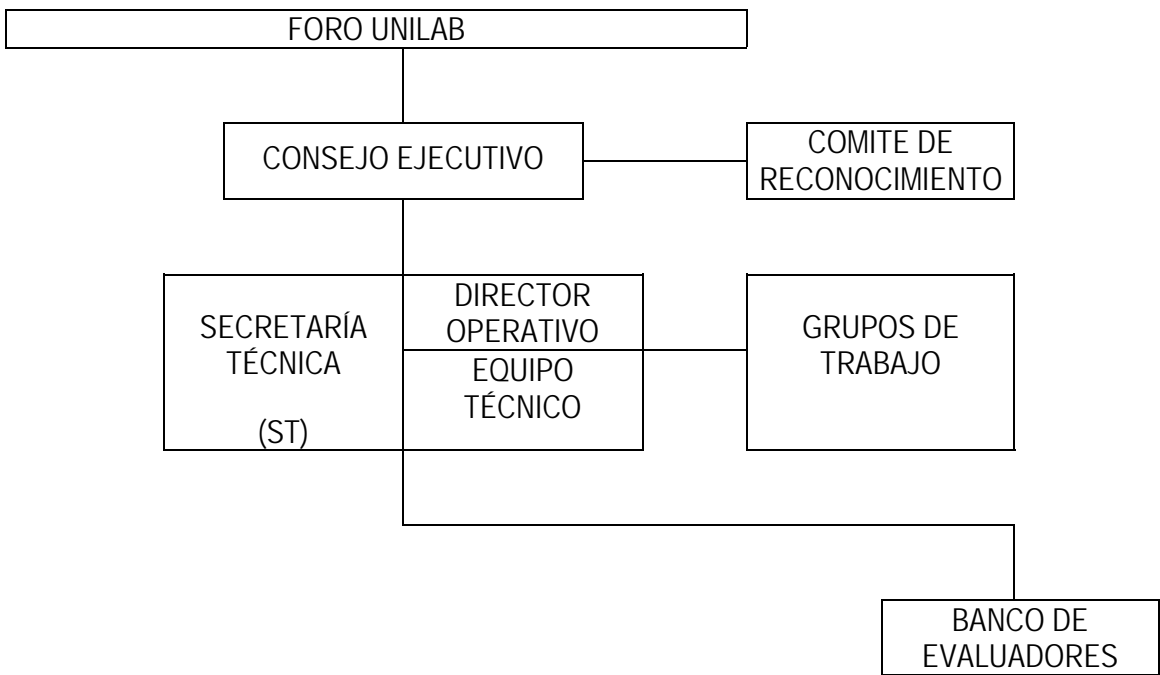 FORO UNILAB
CONSEJO EJECUTIVO
COMITE DE
RECONOCIMIENTO
SECRETARÍA
TÉCNICA
(ST)
DIRECTOR
OPERATIVO
EQUIPO
TÉCNICO
GRUPOS DE
TRABAJO
BANCO DE
EVALUADORES